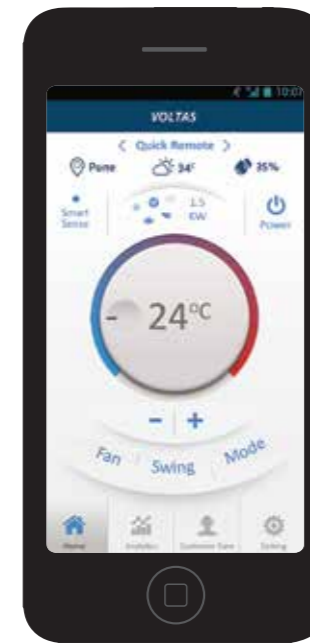 10:07
VOLTAS
< Quick Remote >
Pune 34° 35%
Smart Sense
1.5 KW
Power
- 24°C
- +
Fan Swing Mode
Home Analytics Customer Care Setting